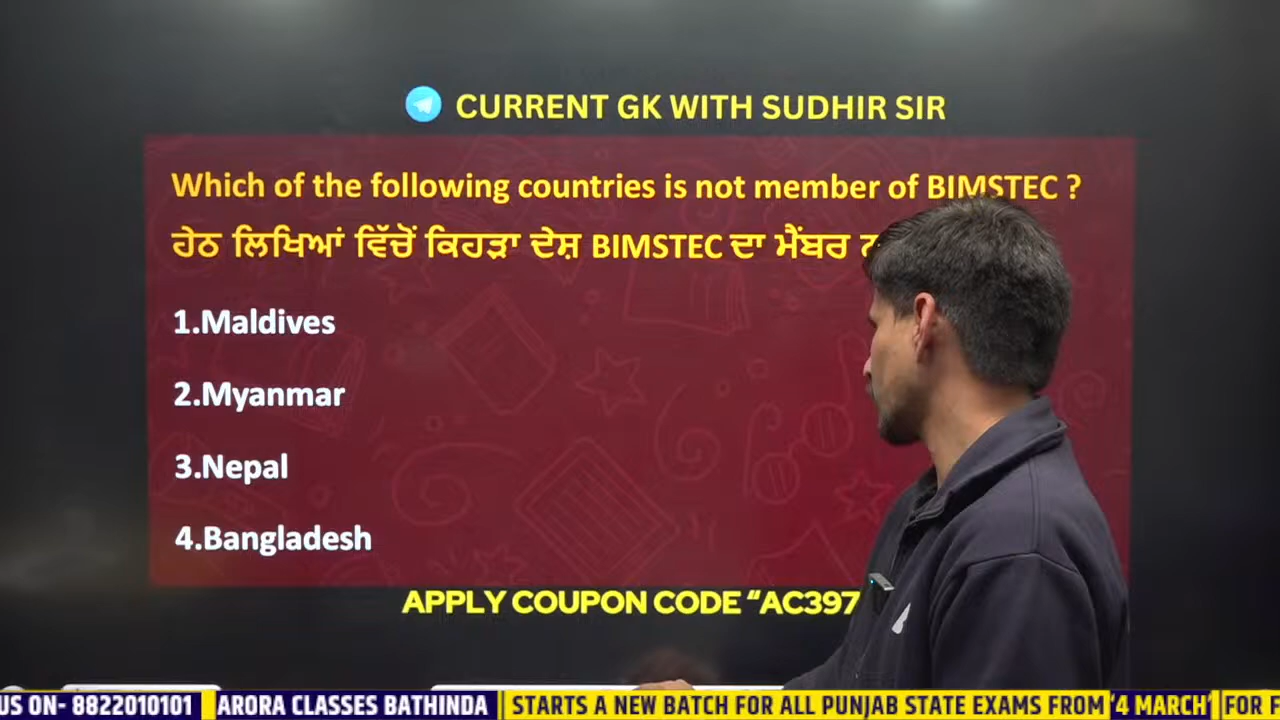 CURRENT GK WITH SUDHIR SIR
Which of the following countries is not member of BIMSTEC ?
ਹੇਠ ਲਿਖਿਆਂ ਵਿੱਚੋਂ ਕਿਹੜਾ ਦੇਸ਼ BIMSTEC ਦਾ ਮੈਂਬਰ
1.Maldives
2.Myanmar
3.Nepal
4.Bangladesh
APPLY COUPON CODE “AC397
US ON- 8822010101 ARORA CLASSES BATHINDA STARTS A NEW BATCH FOR ALL PUNJAB STATE EXAMS FROM ‘4 MARCH’ FOR